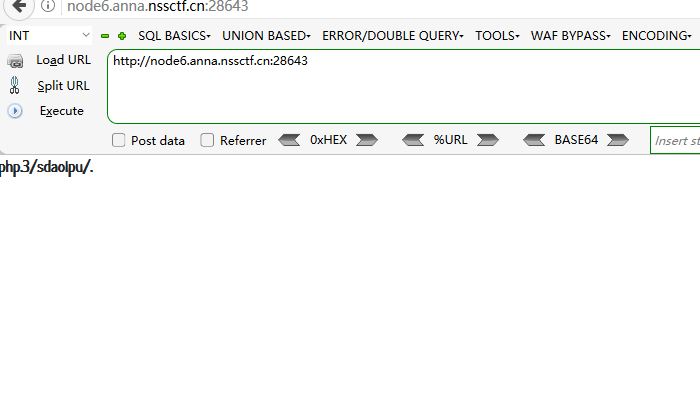 node6.anna.nssctf.cn:28643
INT SQL BASICS UNION BASED ERROR/DOUBLE QUERY TOOLS WAF BYPASS ENCODING
Load URL http://node6.anna.nssctf.cn:28643
Split URL
Execute
Post data Referrer 0xHEX %URL BASE64 Insert st
php.3/sdaolpu/.